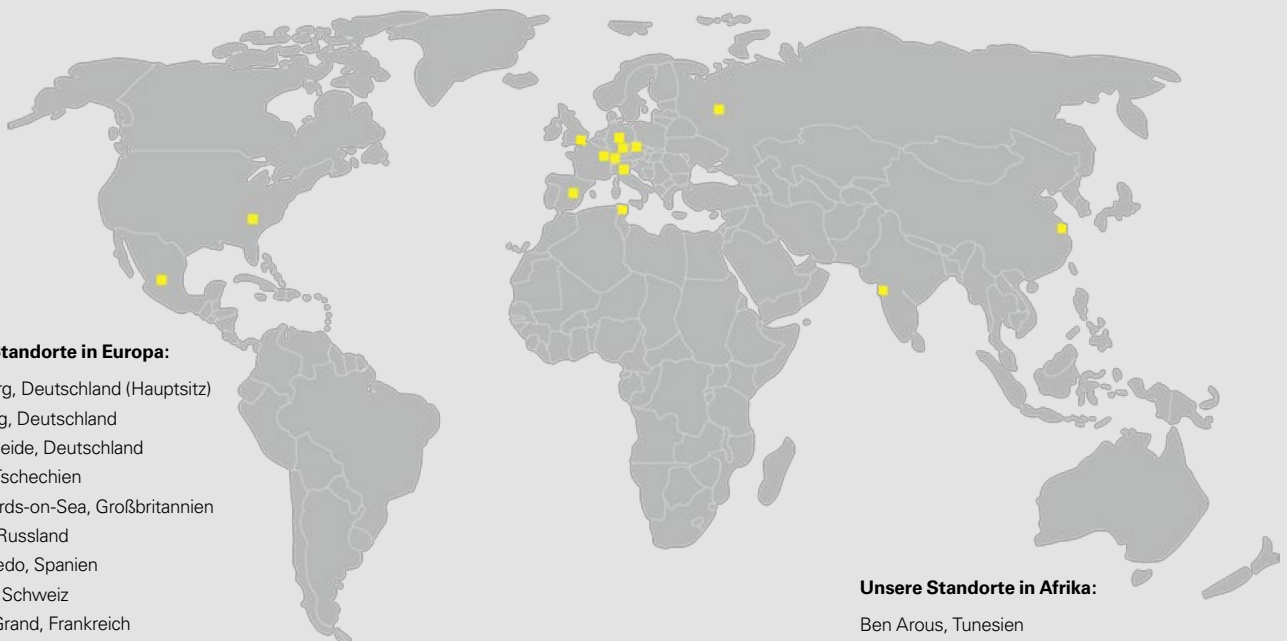 Standorte in Europa:
rg, Deutschland (Hauptsitz)
g, Deutschland
eide, Deutschland
Tschechien
rds-on-Sea, Großbritannien
Russland
edo, Spanien
Schweiz
Grand, Frankreich
Unsere Standorte in Afrika:
Ben Arous, Tunesien